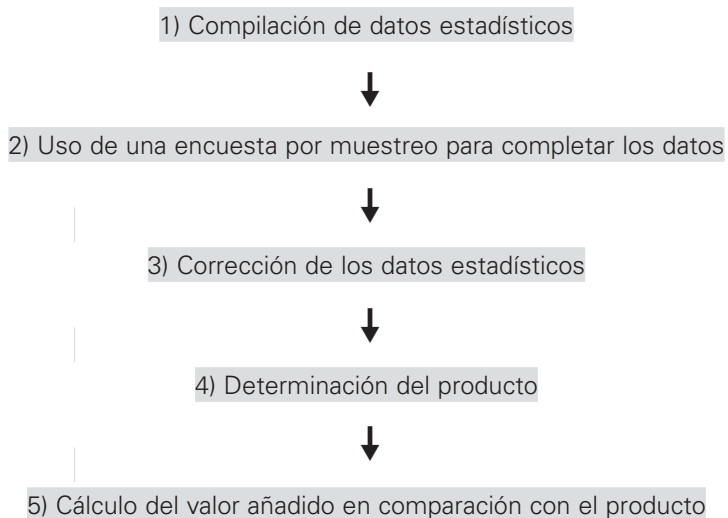 1) Compilación de datos estadísticos
2) Uso de una encuesta por muestreo para completar los datos
3) Corrección de los datos estadísticos
4) Determinación del producto
5) Cálculo del valor añadido en comparación con el producto